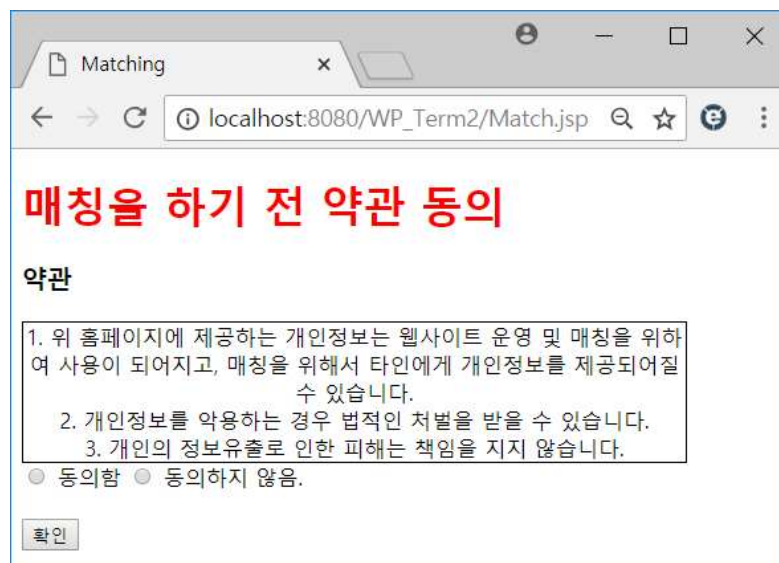 Matching
localhost:8080/WP_Term2/Match.jsp
매칭을 하기 전 약관 동의
약관
1. 위 홈페이지에 제공하는 개인정보는 웹사이트 운영 및 매칭을 위하
여 사용이 되어지고, 매칭을 위해서 타인에게 개인정보를 제공되어질
수 있습니다.
2. 개인정보를 악용하는 경우 법적인 처벌을 받을 수 있습니다.
3. 개인의 정보유출로 인한 피해는 책임을 지지 않습니다.
동의함 동의하지 않음.
확인